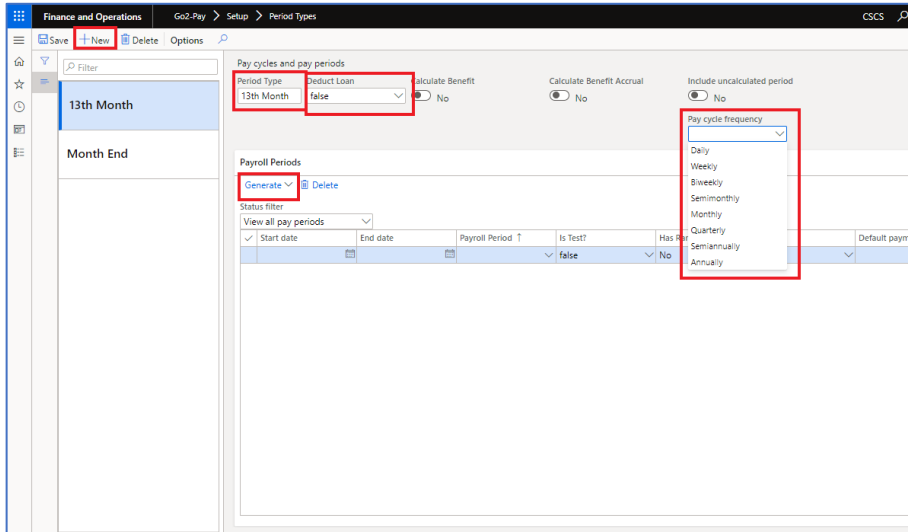 Finance and Operations Go2-Pay > Setup > Period Types CSCS
Save + New Delete Options
Filter
13th Month
Month End
Pay cycles and pay periods
Period Type Deduct Loan Calculate Benefit Calculate Benefit Accrual Include uncalculated period
13th Month false No No No
Pay cycle frequency
Daily
Weekly
Biweekly
Semimonthly
Monthly
Quarterly
Semiannually
Annually
Payroll Periods
Generate Delete
Status filter
View all pay periods
Start date End date Payroll Period ↑ Is Test? Has Ra Default paym
false No